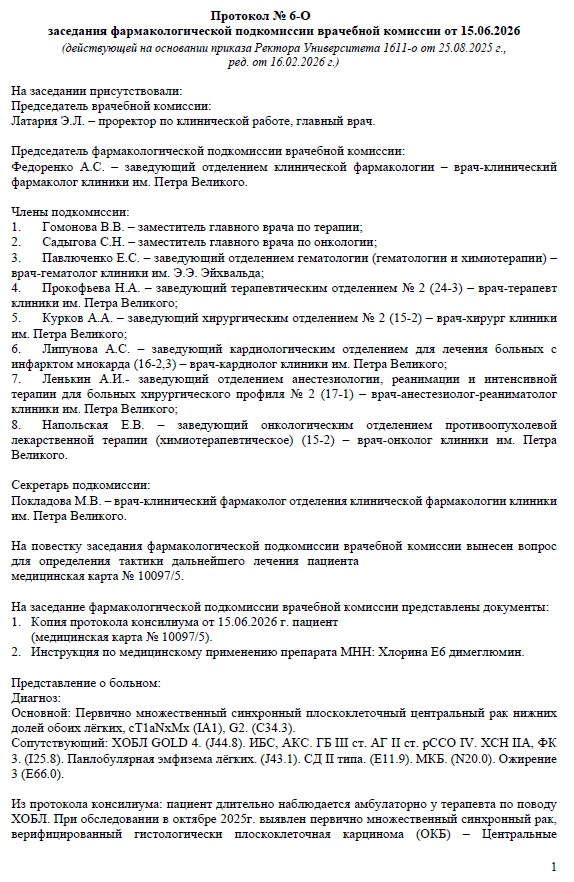 Протокол № 6-О
заседания фармакологической подкомиссии врачебной комиссии от 15.06.2026
(действующей на основании приказа Ректора Университета 1611-о от 25.08.2025 г.,
ред. от 16.02.2026 г.)
На заседании присутствовали:
Председатель врачебной комиссии:
Латария Э.Л. – проректор по клинической работе, главный врач.
Председатель фармакологической подкомиссии врачебной комиссии:
Федоренко А.С. – заведующий отделением клинической фармакологии – врач-клинический
фармаколог клиники им. Петра Великого.
Члены подкомиссии:
1. Гомонова В.В. – заместитель главного врача по терапии;
2. Садыгова С.Н. – заместитель главного врача по онкологии;
3. Павлюченко Е.С. – заведующий отделением гематологии (гематологии и химиотерапии) –
врач-гематолог клиники им. Э.Э. Эйхвальда;
4. Прокофьева Н.А. – заведующий терапевтическим отделением № 2 (24-3) – врач-терапевт
клиники им. Петра Великого;
5. Курков А.А. – заведующий хирургическим отделением № 2 (15-2) – врач-хирург клиники
им. Петра Великого;
6. Липунова А.С. – заведующий кардиологическим отделением для лечения больных с
инфарктом миокарда (16-2,3) – врач-кардиолог клиники им. Петра Великого;
7. Ленькин А.И.- заведующий отделением анестезиологии, реанимации и интенсивной
терапии для больных хирургического профиля № 2 (17-1) – врач-анестезиолог-реаниматолог
клиники им. Петра Великого;
8. Напольская Е.В. – заведующий онкологическим отделением противоопухолевой
лекарственной терапии (химиотерапевтическое) (15-2) – врач-онколог клиники им. Петра
Великого.
Секретарь подкомиссии:
Покладова М.В. – врач-клинический фармаколог отделения клинической фармакологии клиники
им. Петра Великого.
На повестку заседания фармакологической подкомиссии врачебной комиссии вынесен вопрос
для определения тактики дальнейшего лечения пациента
медицинская карта № 10097/5.
На заседание фармакологической подкомиссии врачебной комиссии представлены документы:
1. Копия протокола консилиума от 15.06.2026 г. пациент
(медицинская карта № 10097/5).
2. Инструкция по медицинскому применению препарата МНН: Хлорина Е6 димеглюмин.
Представление о больном:
Диагноз:
Основной: Первично множественный синхронный плоскоклеточный центральный рак нижних
долей обоих лёгких, cT1aNxMx (IA1), G2. (C34.3).
Сопутствующий: ХОБЛ GOLD 4. (J44.8). ИБС, АКС. ГБ III ст. АГ II ст. рССО IV. ХСН IIА, ФК
3. (I25.8). Панлобулярная эмфизема лёгких. (J43.1). СД II типа. (E11.9). МКБ. (N20.0). Ожирение
3 (E66.0).
Из протокола консилиума: пациент длительно наблюдается амбулаторно у терапевта по поводу
ХОБЛ. При обследовании в октябре 2025г. выявлен первично множественный синхронный рак,
верифицированный гистологически плоскоклеточная карцинома (ОКБ) – Центральные
1